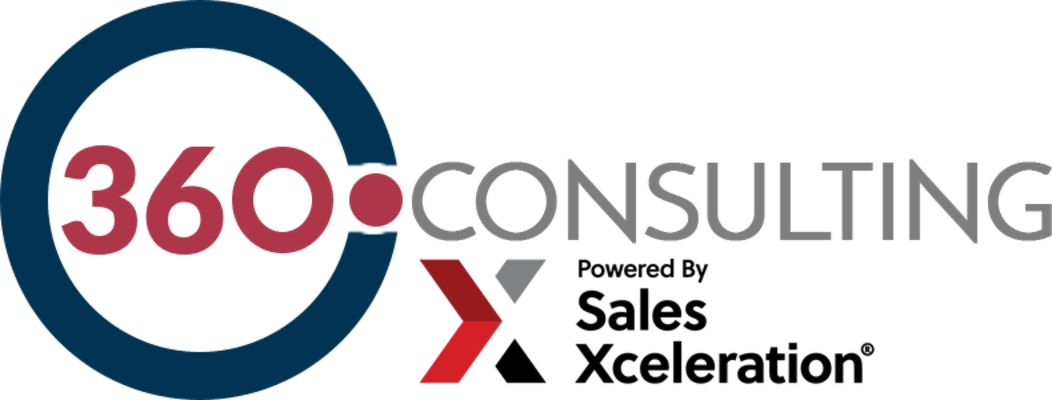 360 CONSULTING
Powered By
Sales
Xceleration®